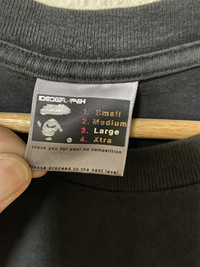 1. Small
2. Medium
3. Large
4. Xtra
thank you for your no competition
please proceed to the next level